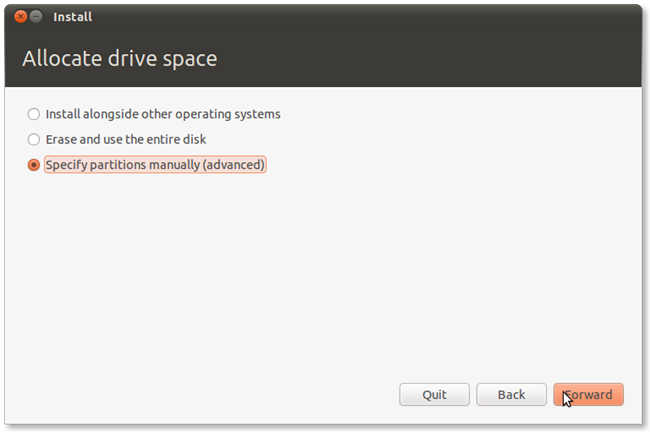 Install
Allocate drive space
Install alongside other operating systems
Erase and use the entire disk
Specify partitions manually (advanced)
Quit
Back
Forward